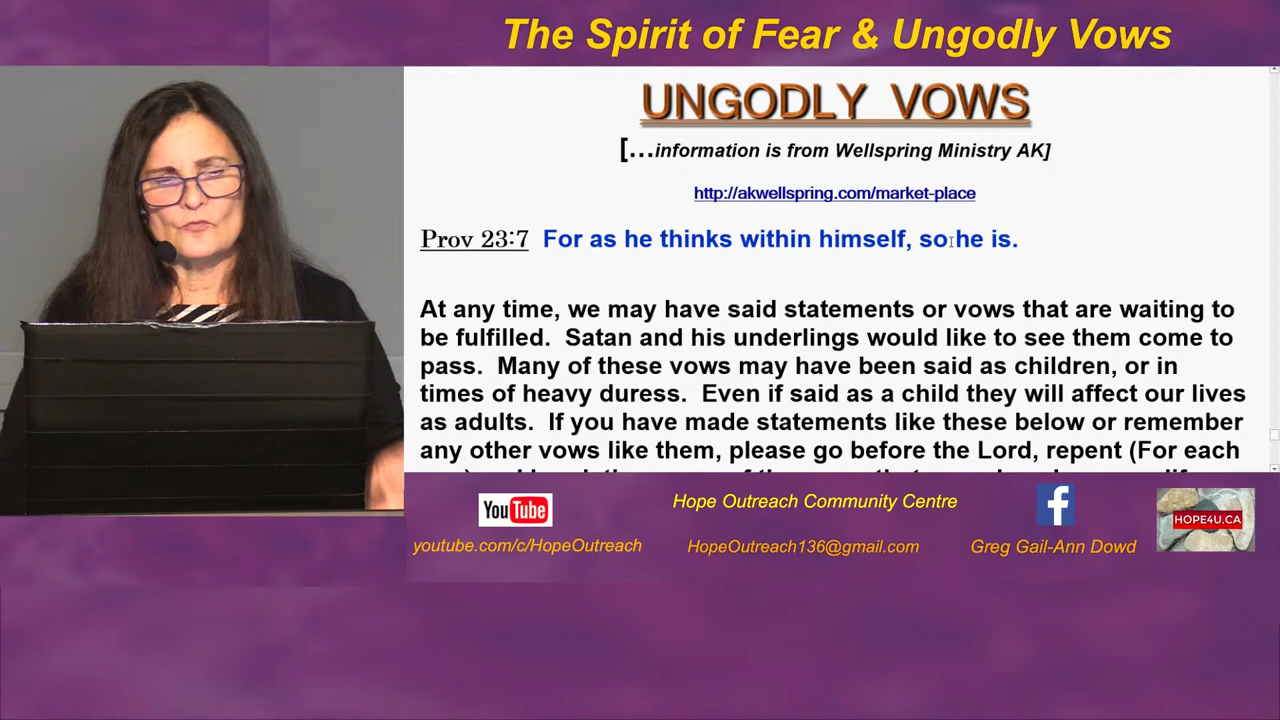 The Spirit of Fear & Ungodly Vows
UNGODLY VOWS
[...information is from Wellspring Ministry AK]
http://akwellspring.com/market-place
Prov 23:7 For as he thinks within himself, so he is.
At any time, we may have said statements or vows that are waiting to
be fulfilled. Satan and his underlings would like to see them come to
pass. Many of these vows may have been said as children, or in
times of heavy duress. Even if said as a child they will affect our lives
as adults. If you have made statements like these below or remember
any other vows like them, please go before the Lord, repent (For each
YouTube
Hope Outreach Community Centre
f
HOPE4U.CA
youtube.com/c/HopeOutreach
HopeOutreach136@gmail.com
Greg Gail-Ann Dowd